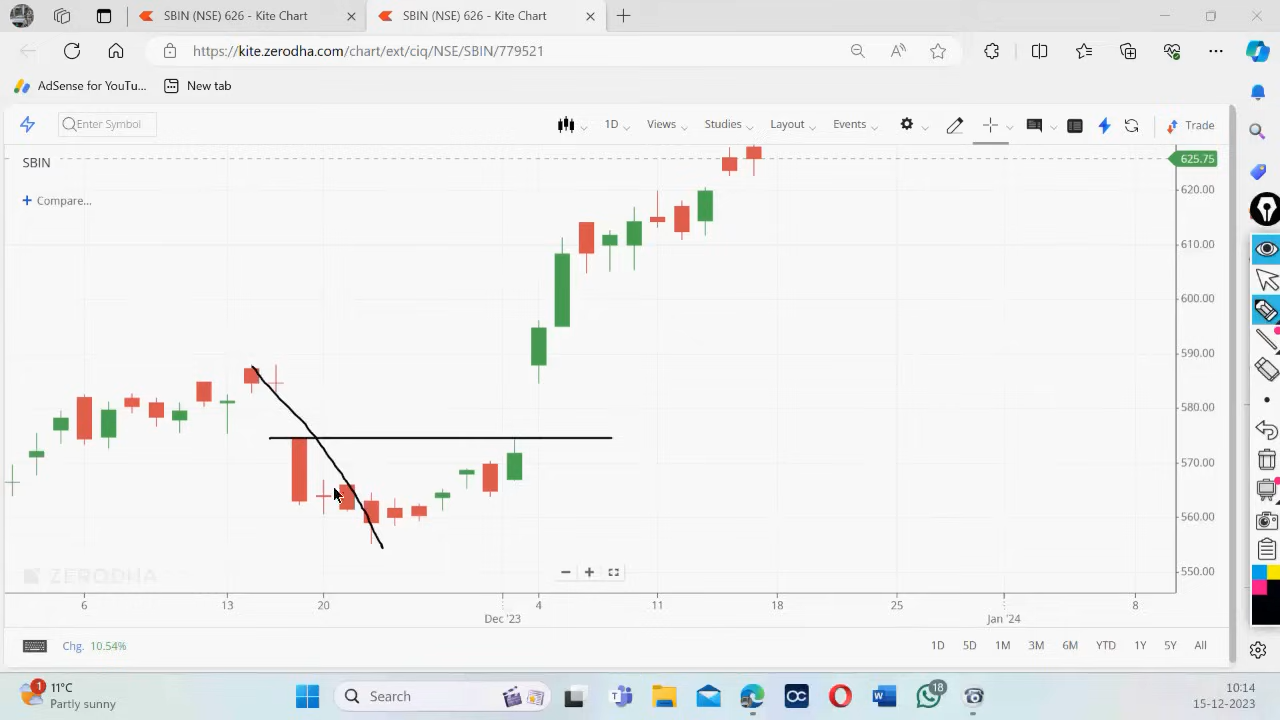 SBIN (NSE) 626 - Kite Chart
SBIN (NSE) 626 - Kite Chart
https://kite.zerodha.com/chart/ext/ciq/NSE/SBIN/779521
AdSense for YouTu...
New tab
Enter Symbol
1D
Views
Studies
Layout
Events
Trade
SBIN
Compare...
625.75
620.00
610.00
600.00
590.00
580.00
570.00
560.00
550.00
ZERODHA
6
13
20
4
11
18
25
8
Dec '23
Jan '24
Chg. 10.54%
1D
5D
1M
3M
6M
YTD
1Y
5Y
All
1
11°C
Partly sunny
Search
18
10:14
15-12-2023